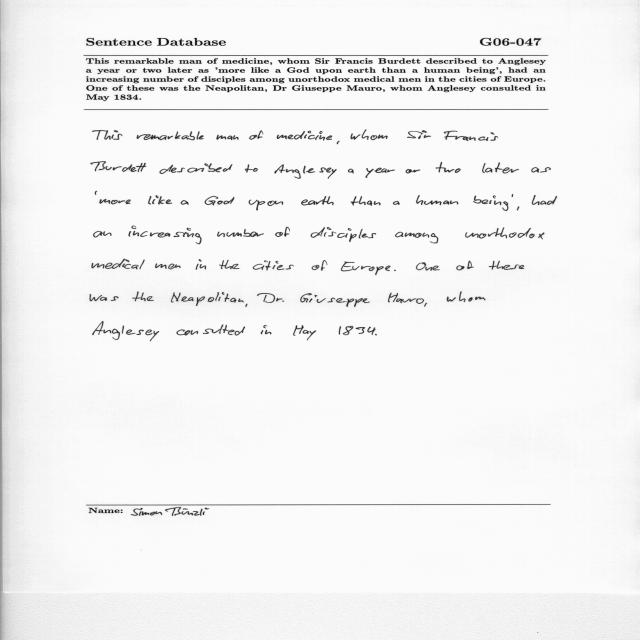 Sentence Database G06-047
This remarkable man of medicine, whom Sir Francis Burdett described to Anglesey
a year or two later as 'more like a God upon earth than a human being', had an
increasing number of disciples among unorthodox medical men in the cities of Europe.
One of these was the Neapolitan, Dr Giuseppe Mauro, whom Anglesey consulted in
May 1834.
This remarkable man of medicine, whom Sir Francis
Burdett described to Anglesey a year or two later as
'more like a God upon earth than a human being', had
an increasing number of disciples among unorthodox
medical men in the cities of Europe. One of these
was the Neapolitan, Dr. Giuseppe Mauro, whom
Anglesey consulted in May 1834.
Name: Simon Bünzli